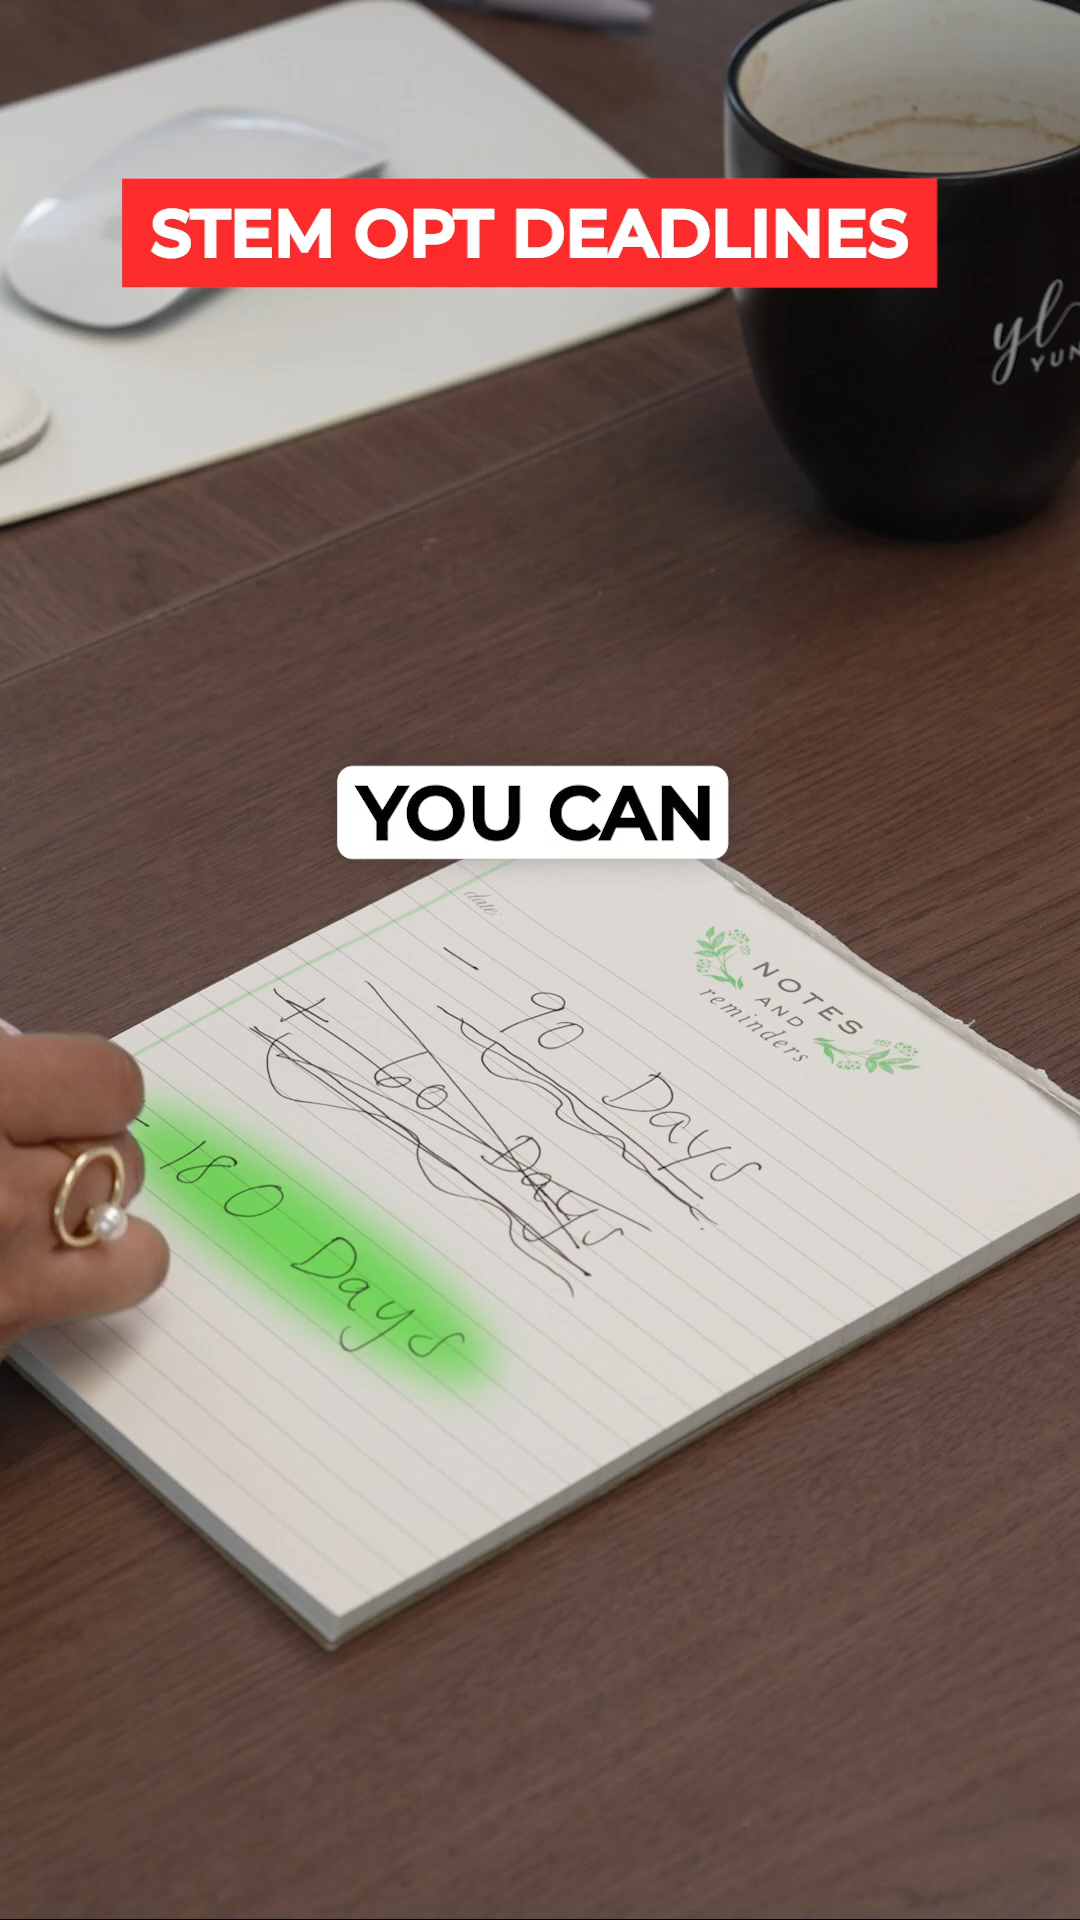 STEM OPT DEADLINES
yl
YUN
YOU CAN
date:
NOTES
AND
reminders
- 90 Days
+ 60 Days
- 180 Days